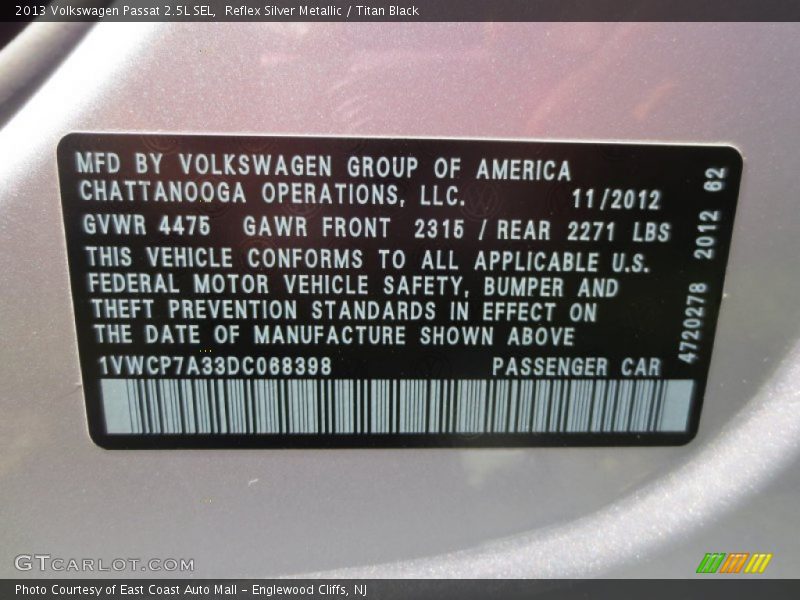 2013 Volkswagen Passat 2.5L SEL,  Reflex Silver Metallic / Titan Black
MFD BY VOLKSWAGEN GROUP OF AMERICA
CHATTANOOGA OPERATIONS, LLC. 11/2012
GVWR 4475 GAWR FRONT 2315 / REAR 2271 LBS
THIS VEHICLE CONFORMS TO ALL APPLICABLE U.S.
FEDERAL MOTOR VEHICLE SAFETY, BUMPER AND
THEFT PREVENTION STANDARDS IN EFFECT ON
THE DATE OF MANUFACTURE SHOWN ABOVE
1VWCP7A33DC068398 PASSENGER CAR
4720278 2012 62
GTCARLOT.COM
Photo Courtesy of East Coast Auto Mall – Englewood Cliffs, NJ